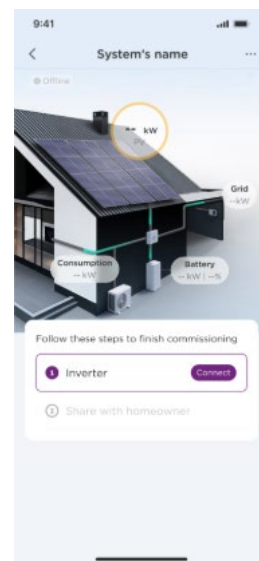 9:41
System's name
Offline
-- kW
PV
Grid
--kW
Consumption
-- kW
Battery
-- kW | --%
Follow these steps to finish commissioning
1 Inverter
Connect
2 Share with homeowner